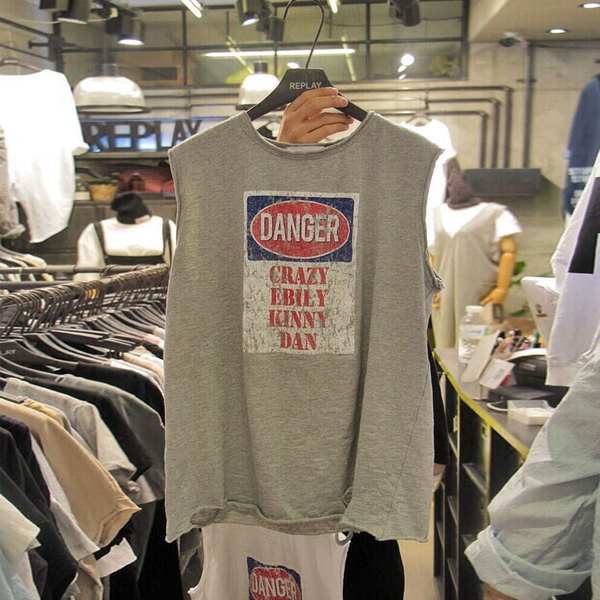 REPLAY
REPLAY
DANGER
CRAZY
EBILY
KINNY
DAN
DANGER